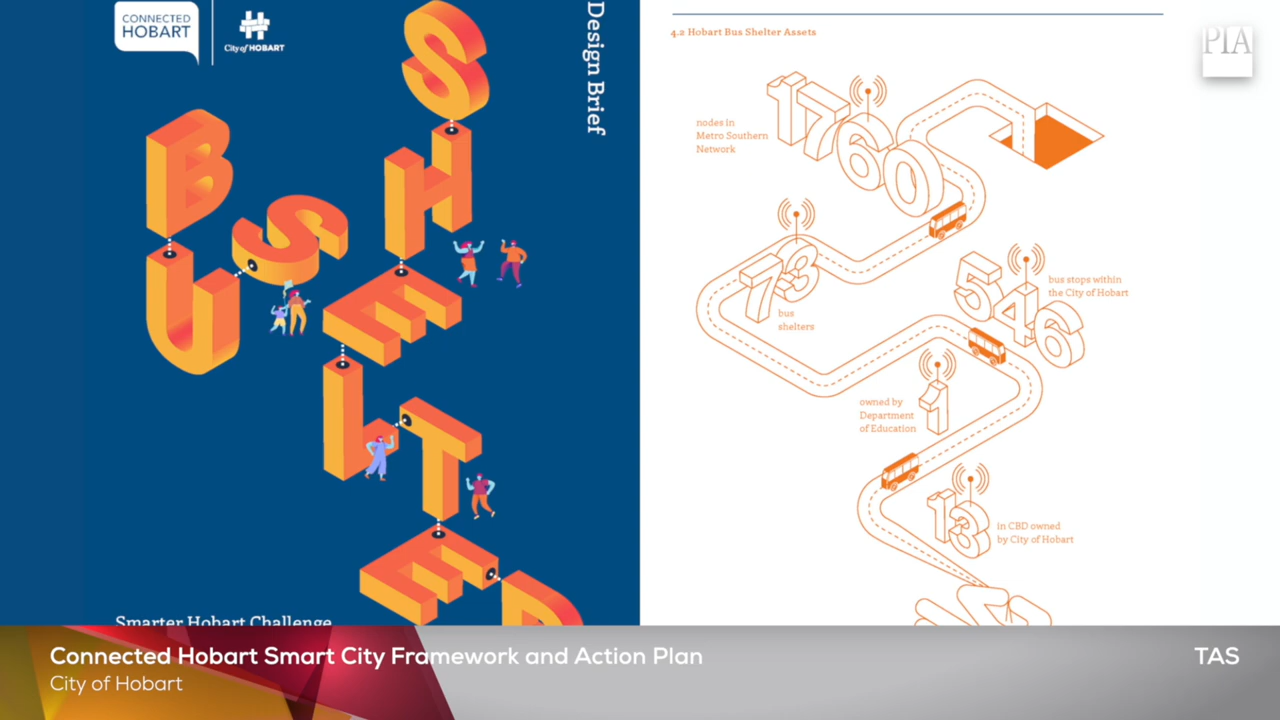 CONNECTED
HOBART
City of HOBART
Design Brief
BUS
SHELTER
Smarter Hobart Challenge
4.2 Hobart Bus Shelter Assets
PIA
1760
nodes in
Metro Southern
Network
73
bus
shelters
546
bus stops within
the City of Hobart
1
owned by
Department
of Education
13
in CBD owned
by City of Hobart
Connected Hobart Smart City Framework and Action Plan
TAS
City of Hobart